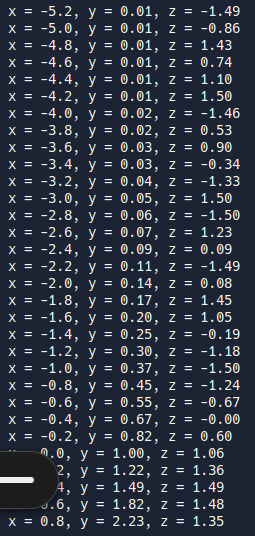 x = -5.2, y = 0.01, z = -1.49
x = -5.0, y = 0.01, z = -0.86
x = -4.8, y = 0.01, z = 1.43
x = -4.6, y = 0.01, z = 0.74
x = -4.4, y = 0.01, z = 1.10
x = -4.2, y = 0.01, z = 1.50
x = -4.0, y = 0.02, z = -1.46
x = -3.8, y = 0.02, z = 0.53
x = -3.6, y = 0.03, z = 0.90
x = -3.4, y = 0.03, z = -0.34
x = -3.2, y = 0.04, z = -1.33
x = -3.0, y = 0.05, z = 1.50
x = -2.8, y = 0.06, z = -1.50
x = -2.6, y = 0.07, z = 1.23
x = -2.4, y = 0.09, z = 0.09
x = -2.2, y = 0.11, z = -1.49
x = -2.0, y = 0.14, z = 0.08
x = -1.8, y = 0.17, z = 1.45
x = -1.6, y = 0.20, z = 1.05
x = -1.4, y = 0.25, z = -0.19
x = -1.2, y = 0.30, z = -1.18
x = -1.0, y = 0.37, z = -1.50
x = -0.8, y = 0.45, z = -1.24
x = -0.6, y = 0.55, z = -0.67
x = -0.4, y = 0.67, z = -0.00
x = -0.2, y = 0.82, z = 0.60
0.0, y = 1.00, z = 1.06
2, y = 1.22, z = 1.36
4, y = 1.49, z = 1.49
.6, y = 1.82, z = 1.48
x = 0.8, y = 2.23, z = 1.35